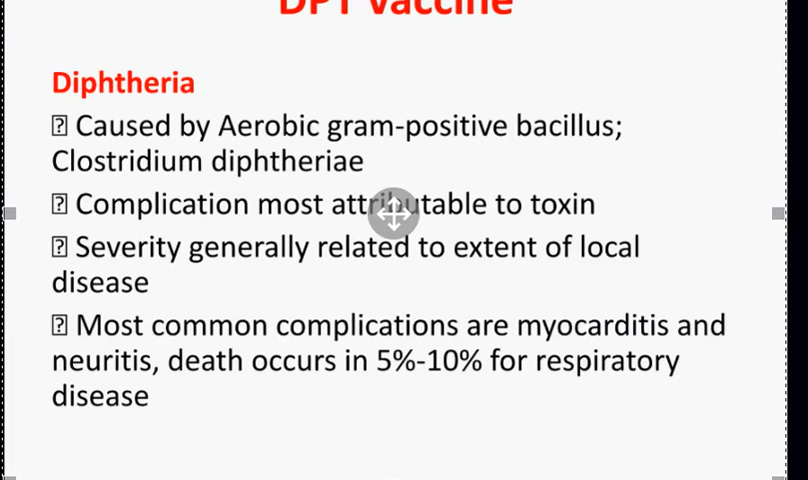 DPT Vaccine
Diphtheria
⍰ Caused by Aerobic gram-positive bacillus;
Clostridium diphtheriae
⍰ Complication most attributable to toxin
⍰ Severity generally related to extent of local
disease
⍰ Most common complications are myocarditis and
neuritis, death occurs in 5%-10% for respiratory
disease